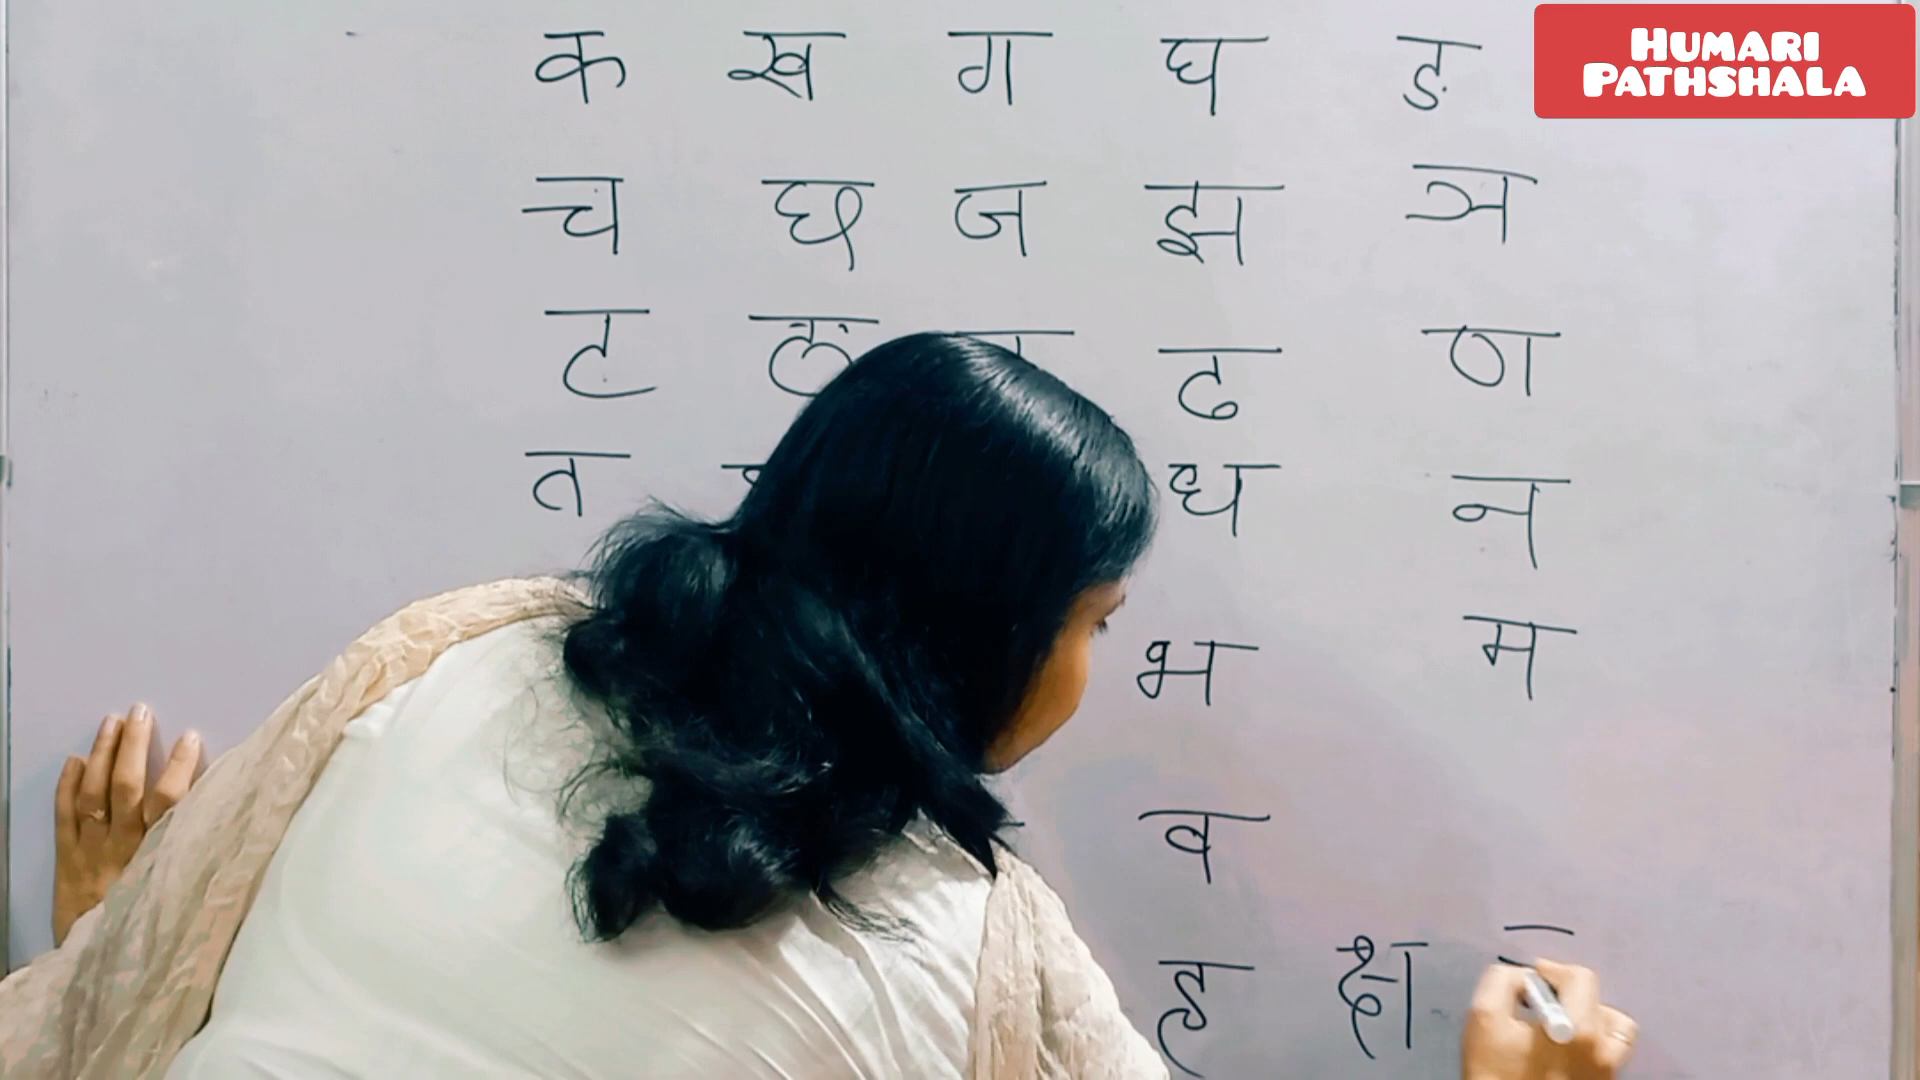 HUMARI
PATHSHALA
क ख ग घ ङ
च छ ज झ ञ
ट ढ ण
त ध न
भ म
व
ह क्ष